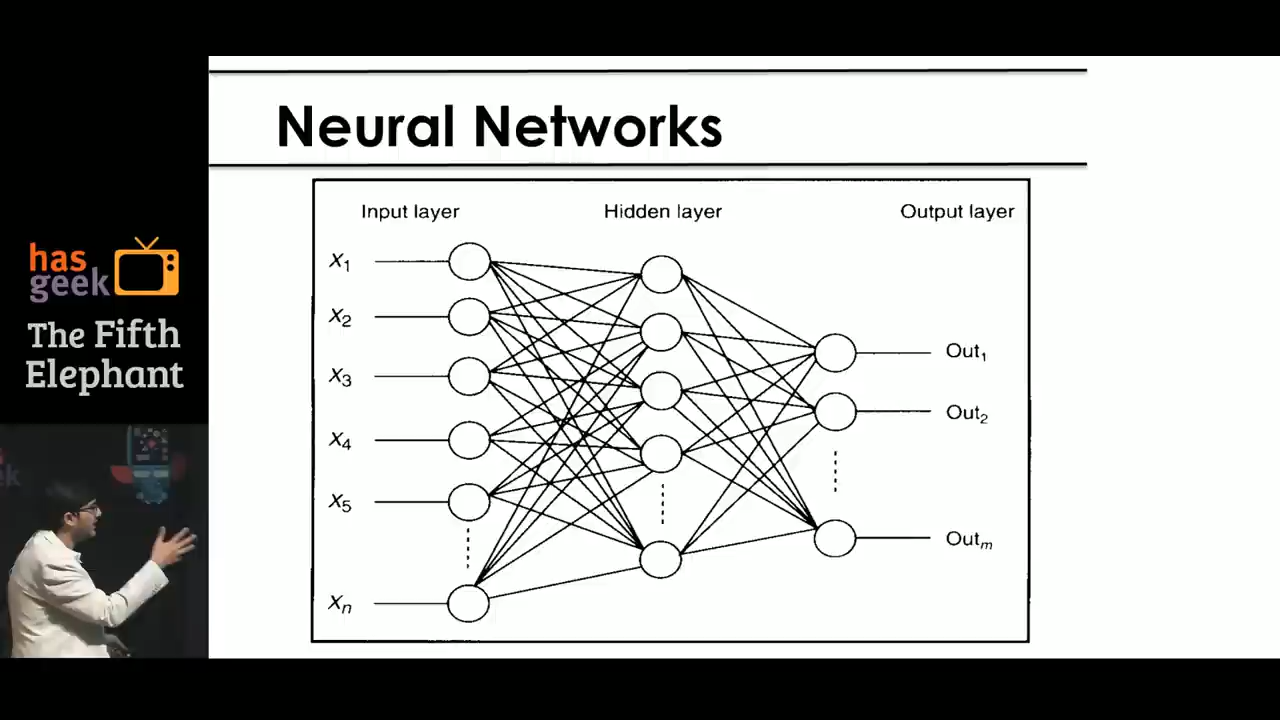 Neural Networks
Input layer
Hidden layer
Output layer
X1
X2
X3
X4
X5
Xn
Out1
Out2
Outm
has
geek
The Fifth
Elephant